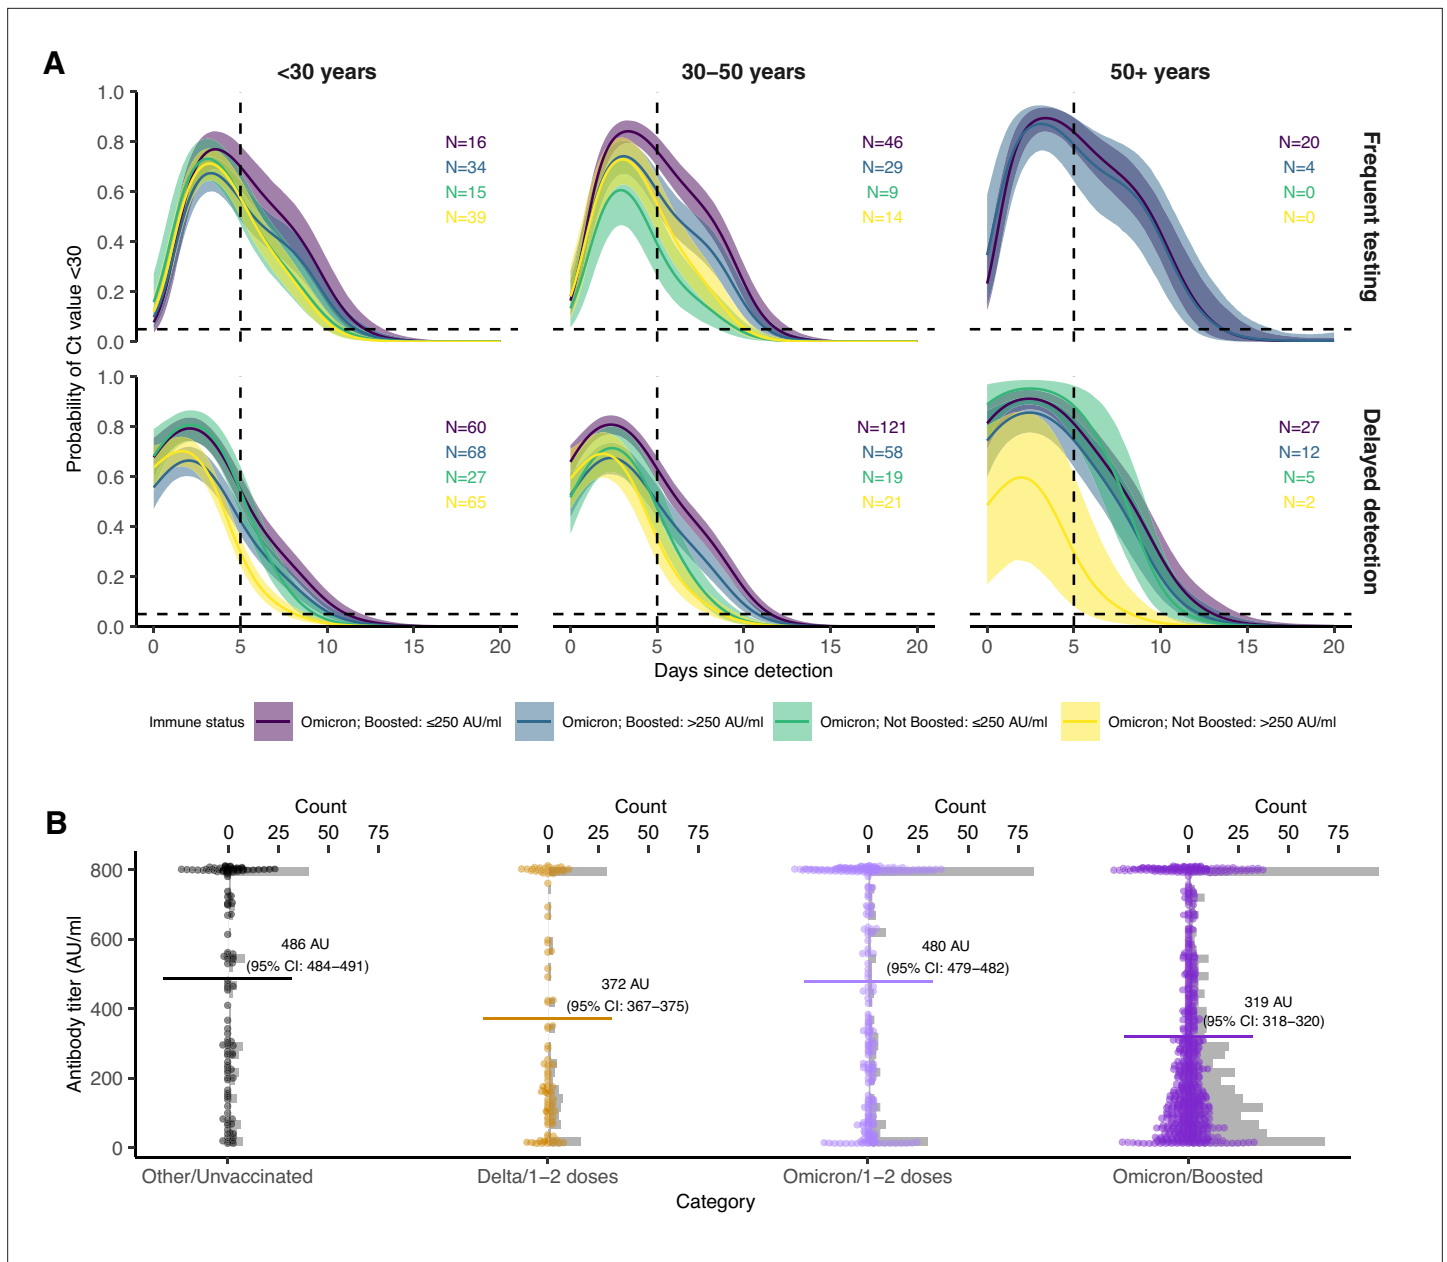 A
<30 years
30–50 years
50+ years
Probability of Ct value <30
1.0
0.8
0.6
0.4
0.2
0.0
N=16
N=34
N=15
N=39
N=46
N=29
N=9
N=14
N=20
N=4
N=0
N=0
Frequent testing
1.0
0.8
0.6
0.4
0.2
0.0
N=60
N=68
N=27
N=65
N=121
N=58
N=19
N=21
N=27
N=12
N=5
N=2
Delayed detection
0 5 10 15 20
0 5 10 15 20
0 5 10 15 20
Days since detection
Immune status Omicron; Boosted: ≤250 AU/ml Omicron; Boosted: >250 AU/ml Omicron; Not Boosted: ≤250 AU/ml Omicron; Not Boosted: >250 AU/ml
B
Count Count Count Count
0 25 50 75 0 25 50 75 0 25 50 75 0 25 50 75
Antibody titer (AU/ml
800
600
400
200
0
486 AU
(95% CI: 484–491)
372 AU
(95% CI: 367–375)
480 AU
(95% CI: 479–482)
319 AU
(95% CI: 318–320)
Other/Unvaccinated Delta/1–2 doses Omicron/1–2 doses Omicron/Boosted
Category